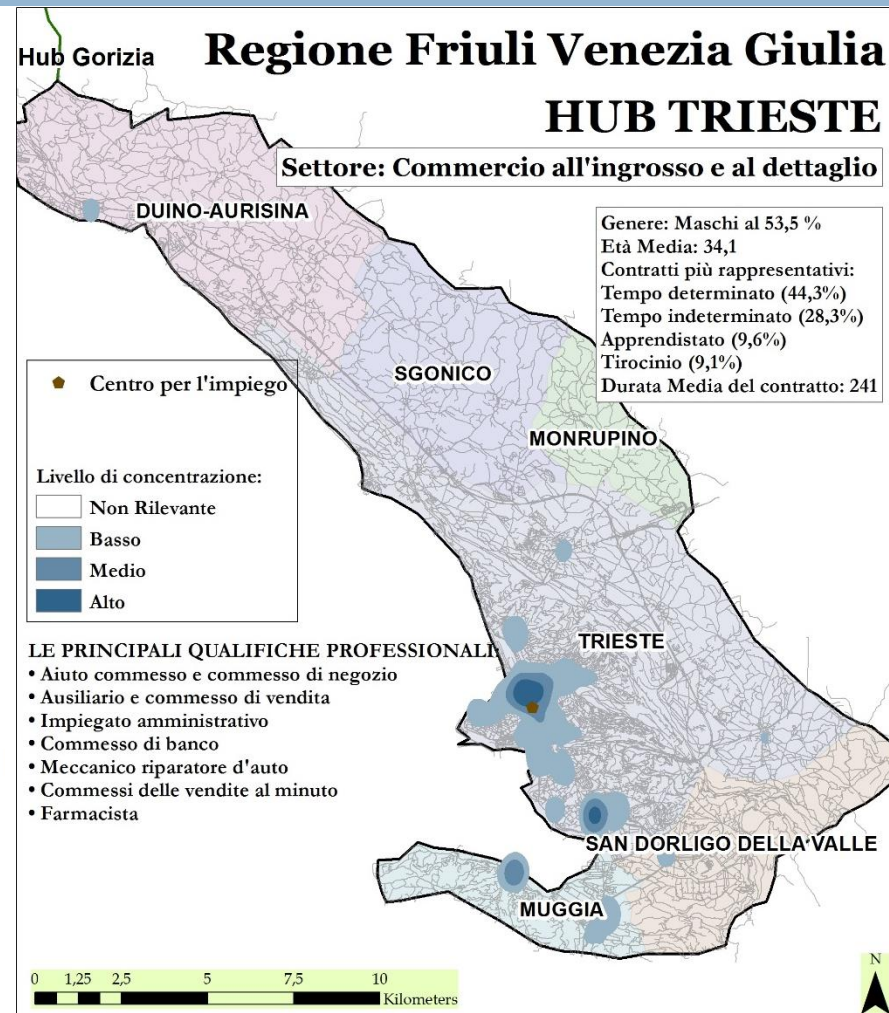 Hub Gorizia
Regione Friuli Venezia Giulia
HUB TRIESTE
Settore: Commercio all'ingrosso e al dettaglio
DUINO-AURISINA
Genere: Maschi al 53,5 %
Età Media: 34,1
Contratti più rappresentativi:
Tempo determinato (44,3%)
Tempo indeterminato (28,3%)
Apprendistato (9,6%)
Tirocinio (9,1%)
Durata Media del contratto: 241
SGONICO
MONRUPINO
Centro per l'impiego
Livello di concentrazione:
Non Rilevante
Basso
Medio
Alto
TRIESTE
LE PRINCIPALI QUALIFICHE PROFESSIONALI:
• Aiuto commesso e commesso di negozio
• Ausiliario e commesso di vendita
• Impiegato amministrativo
• Commesso di banco
• Meccanico riparatore d'auto
• Commessi delle vendite al minuto
• Farmacista
SAN DORLIGO DELLA VALLE
MUGGIA
0 1,25 2,5 5 7,5 10
Kilometers
N